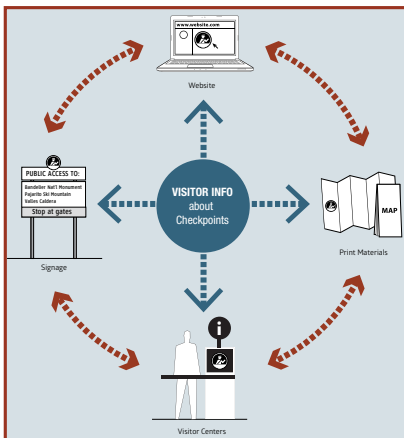 www.website.com
Website
PUBLIC ACCESS TO:
Bandelier Nat'l Monument
Pajarito Ski Mountain
Valles Caldera
Stop at gates
Signage
VISITOR INFO
about
Checkpoints
MAP
Print Materials
i
Visitor Centers